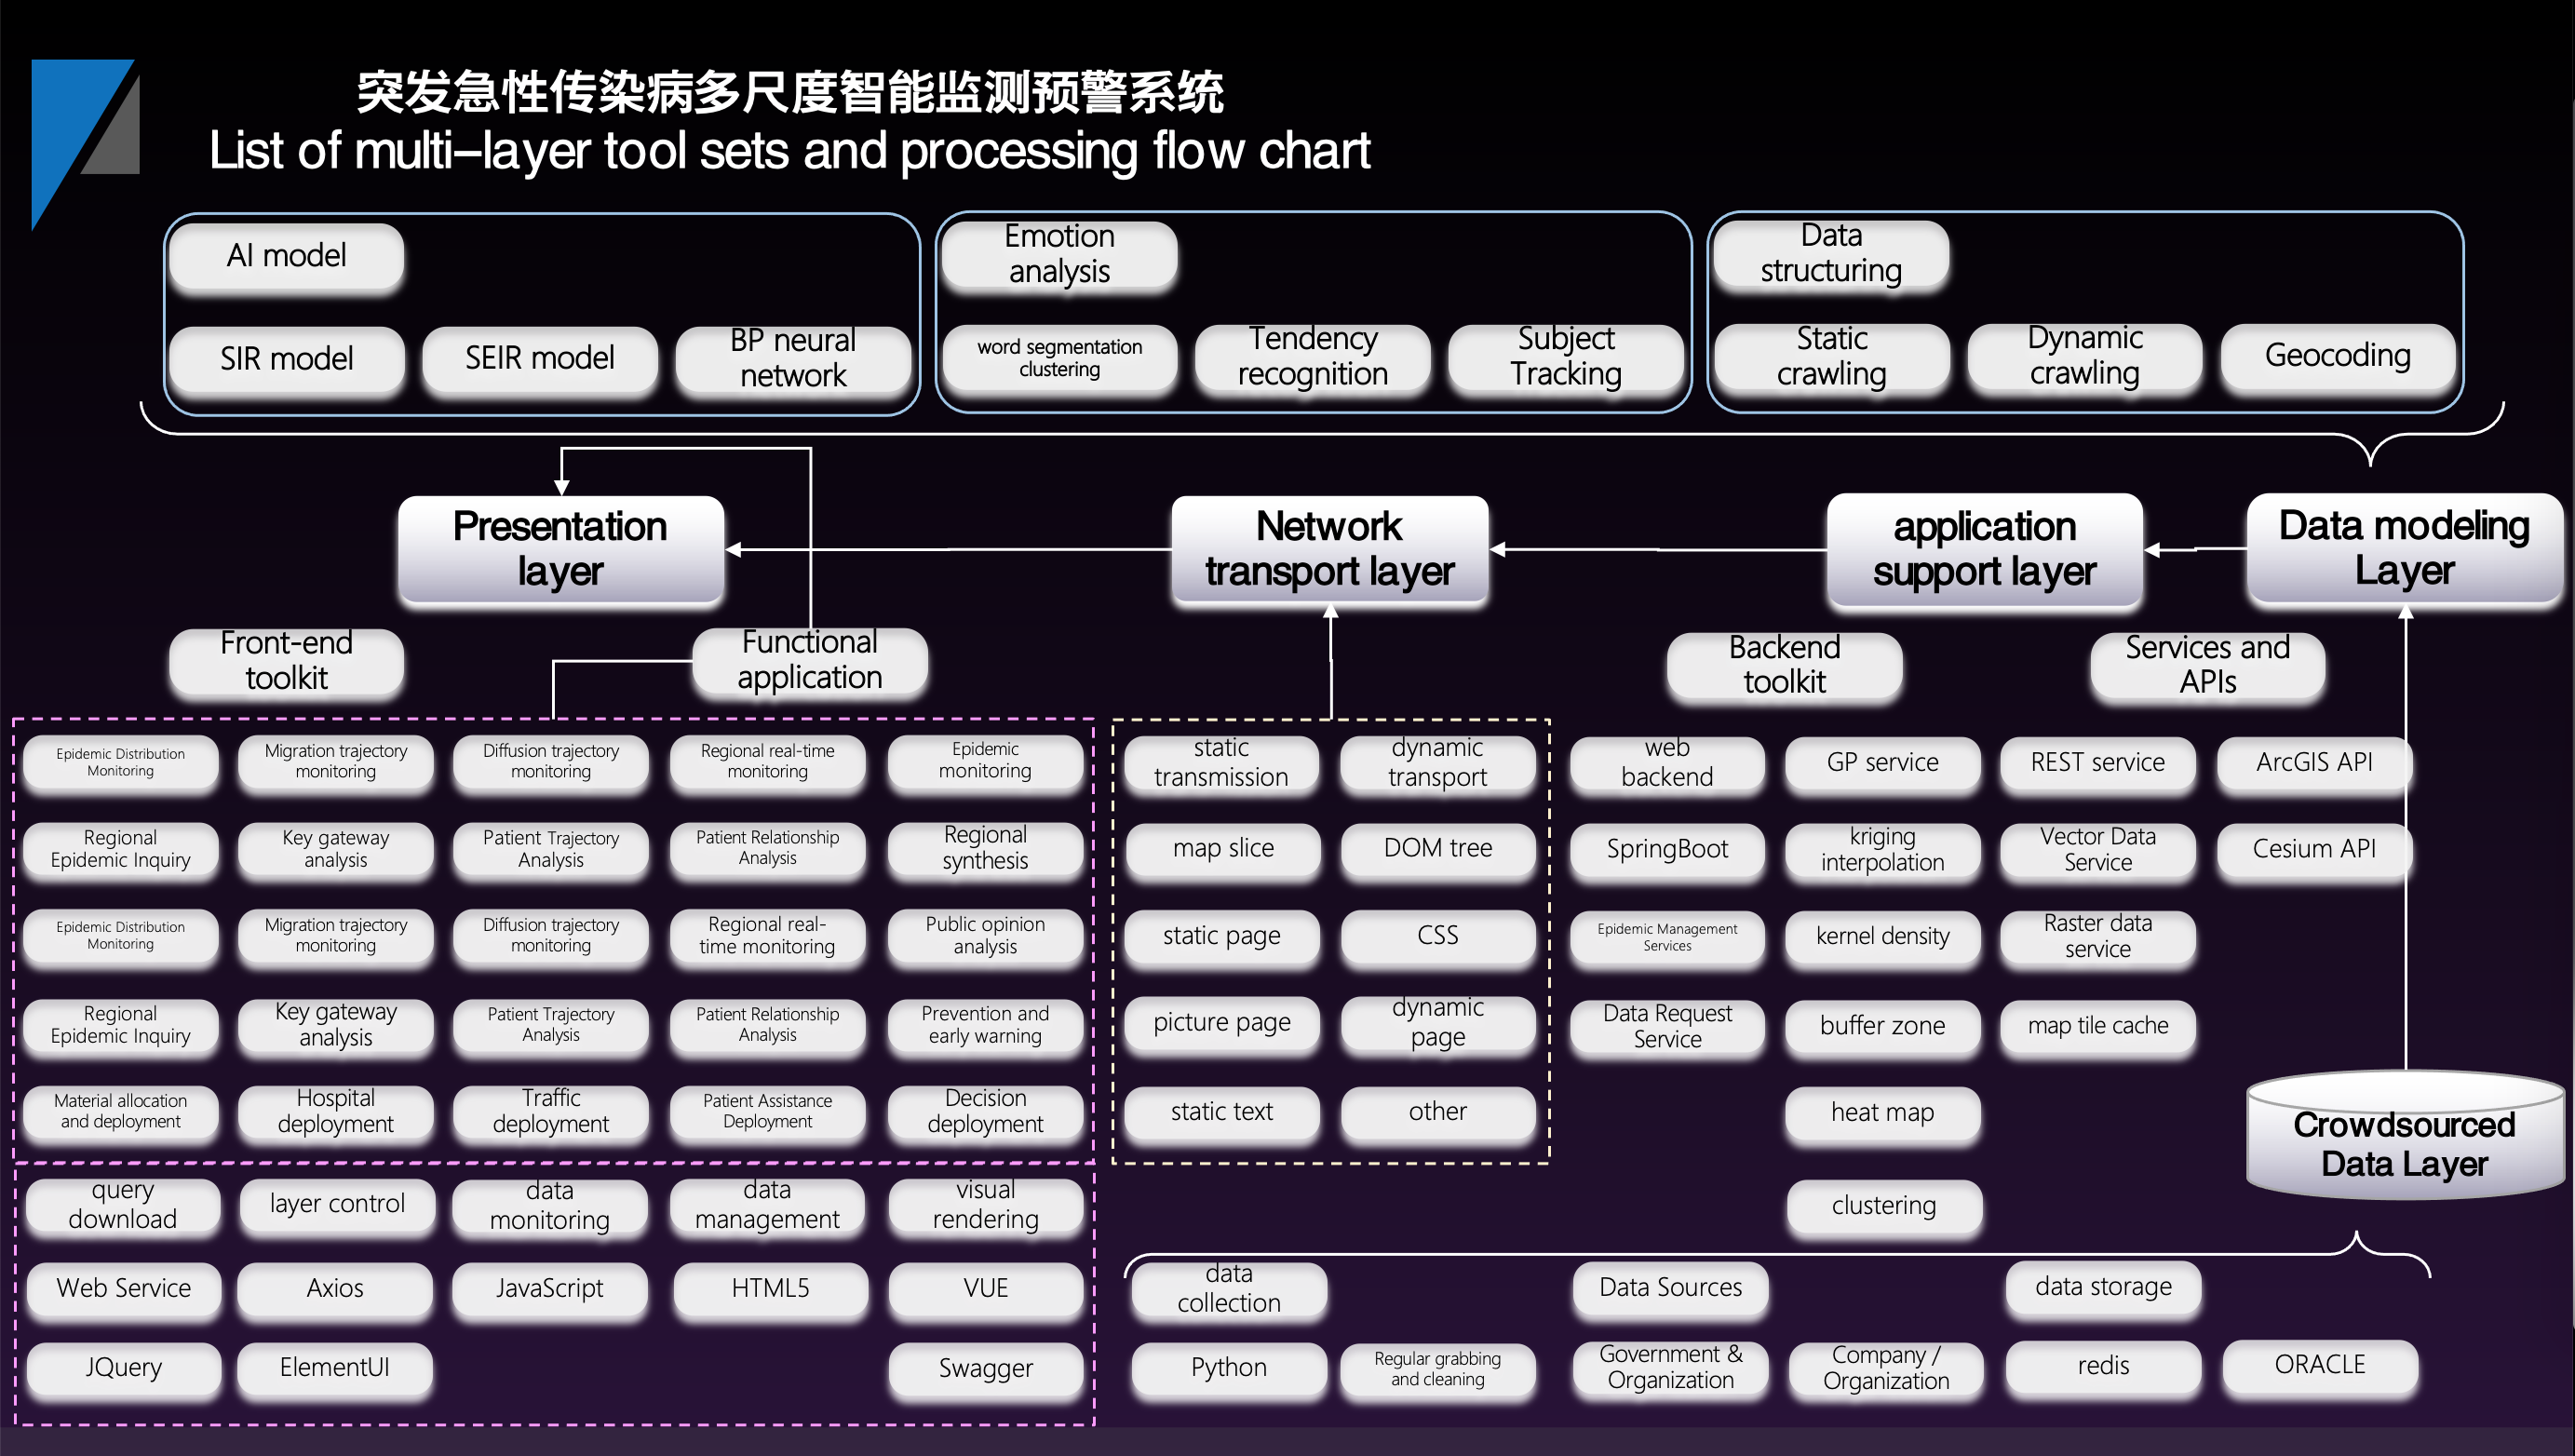 突发急性传染病多尺度智能监测预警系统
List of multi-layer tool sets and processing flow chart
AI model
SIR model
SEIR model
BP neural
network
Emotion
analysis
word segmentation
clustering
Tendency
recognition
Subject
Tracking
Data
structuring
Static
crawling
Dynamic
crawling
Geocoding
Presentation
layer
Network
transport layer
application
support layer
Data modeling
Layer
Front-end
toolkit
Functional
application
Backend
toolkit
Services and
APIs
Epidemic Distribution
Monitoring
Migration trajectory
monitoring
Diffusion trajectory
monitoring
Regional real-time
monitoring
Epidemic
monitoring
Regional
Epidemic Inquiry
Key gateway
analysis
Patient Trajectory
Analysis
Patient Relationship
Analysis
Regional
synthesis
Epidemic Distribution
Monitoring
Migration trajectory
monitoring
Diffusion trajectory
monitoring
Regional real-
time monitoring
Public opinion
analysis
Regional
Epidemic Inquiry
Key gateway
analysis
Patient Trajectory
Analysis
Patient Relationship
Analysis
Prevention and
early warning
Material allocation
and deployment
Hospital
deployment
Traffic
deployment
Patient Assistance
Deployment
Decision
deployment
query
download
layer control
data
monitoring
data
management
visual
rendering
Web Service
Axios
JavaScript
HTML5
VUE
JQuery
ElementUI
Swagger
static
transmission
dynamic
transport
map slice
DOM tree
static page
CSS
picture page
dynamic
page
static text
other
web
backend
GP service
REST service
ArcGIS API
SpringBoot
kriging
interpolation
Vector Data
Service
Cesium API
Epidemic Management
Services
kernel density
Raster data
service
Data Request
Service
buffer zone
map tile cache
heat map
clustering
Crowdsourced
Data Layer
data
collection
Data Sources
data storage
Python
Regular grabbing
and cleaning
Government &
Organization
Company /
Organization
redis
ORACLE